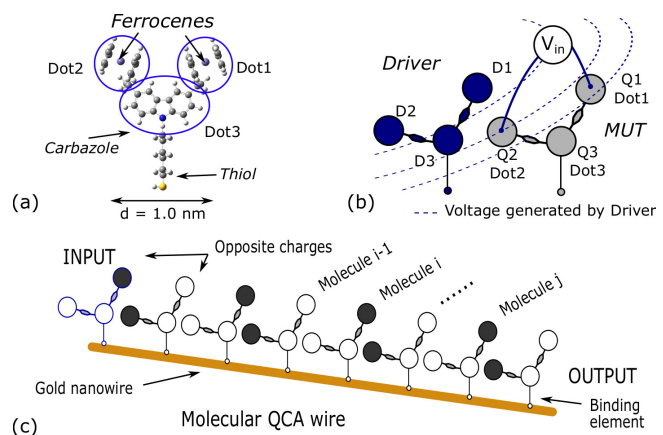 Ferrocenes
Dot2
Dot1
Dot3
Carbazole
Thiol
d = 1.0 nm
(a)
Driver
D1
D2
D3
Vin
Q1
Dot1
MUT
Q2
Dot2
Q3
Dot3
(b)
Voltage generated by Driver
INPUT
Opposite charges
Molecule i-1
Molecule i
......
Molecule j
OUTPUT
Gold nanowire
Binding
element
Molecular QCA wire
(c)